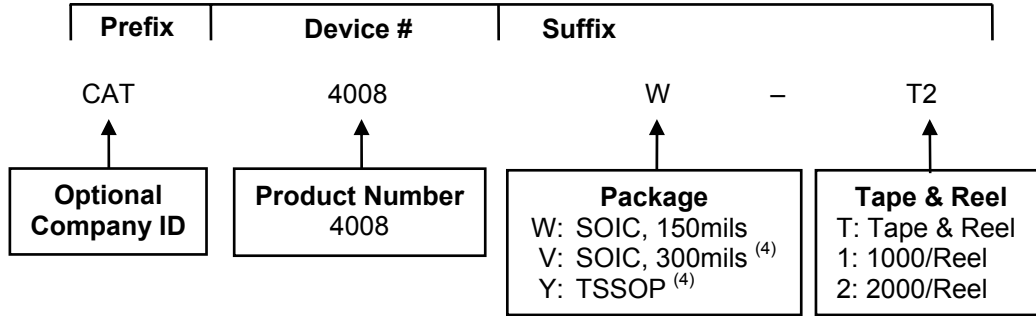 Prefix Device # Suffix
CAT 4008 W – T2
Optional
Company ID
Product Number
4008
Package
W: SOIC, 150mils
V: SOIC, 300mils (4)
Y: TSSOP (4)
Tape & Reel
T: Tape & Reel
1: 1000/Reel
2: 2000/Reel